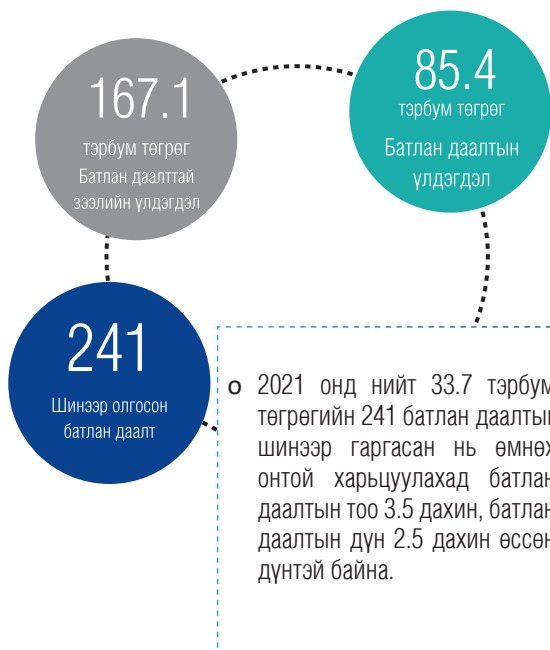 167.1
тэрбум төгрөг
Батлан даалттай
зээлийн үлдэгдэл
85.4
тэрбум төгрөг
Батлан даалтын
үлдэгдэл
241
Шинээр олгосон
батлан даалт
o 2021 онд нийт 33.7 тэрбум
төгрөгийн 241 батлан даалтын
шинээр гаргасан нь өмнөх
онтой харьцуулахад батлан
даалтын тоо 3.5 дахин, батлан
даалтын дүн 2.5 дахин өссөн
дүнтэй байна.